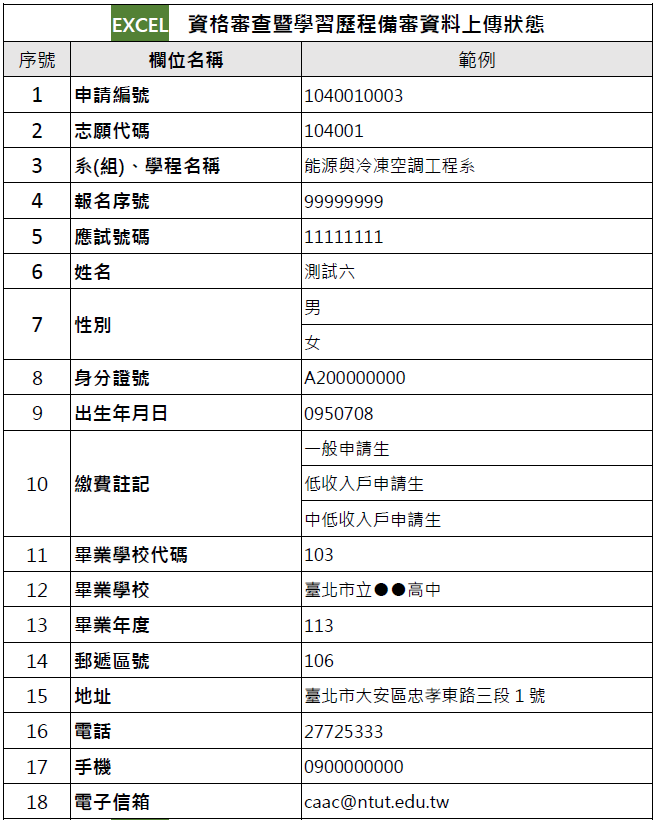 EXCEL 資格審查暨學習歷程備審資料上傳狀態
序號 欄位名稱 範例
1 申請編號 1040010003
2 志願代碼 104001
3 系(組)、學程名稱 能源與冷凍空調工程系
4 報名序號 99999999
5 應試號碼 11111111
6 姓名 測試六
7 性別 男
女
8 身分證號 A200000000
9 出生年月日 0950708
10 繳費註記 一般申請生
低收入戶申請生
中低收入戶申請生
11 畢業學校代碼 103
12 畢業學校 臺北市立●●高中
13 畢業年度 113
14 郵遞區號 106
15 地址 臺北市大安區忠孝東路三段1號
16 電話 27725333
17 手機 0900000000
18 電子信箱 caac@ntut.edu.tw